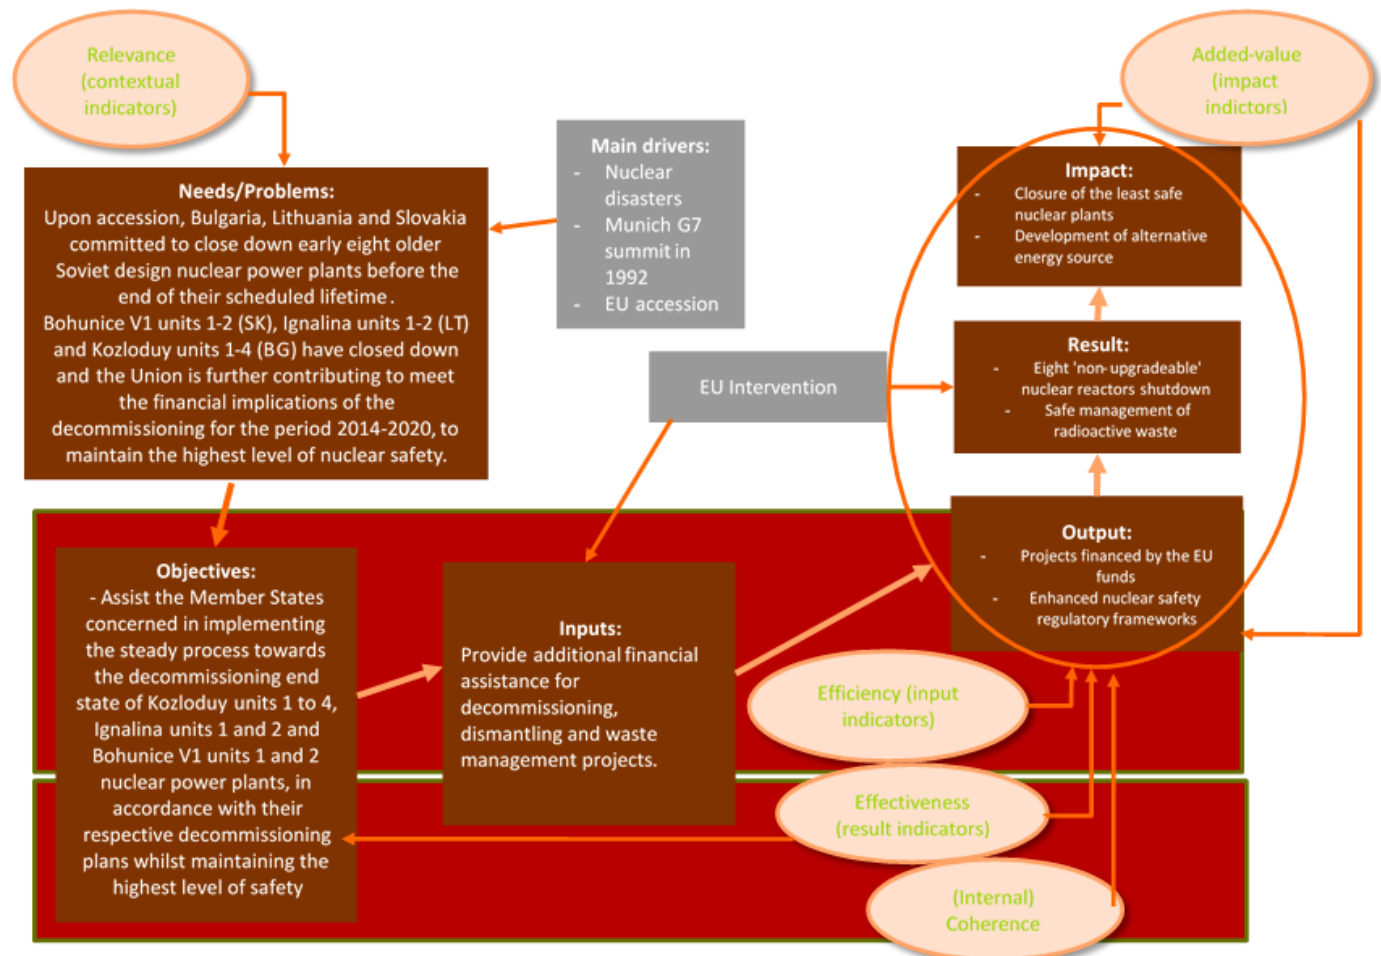 Relevance
(contextual
indicators)
Added-value
(impact
indictors)
Main drivers:
- Nuclear
disasters
- Munich G7
summit in
1992
- EU accession
Needs/Problems:
Upon accession, Bulgaria, Lithuania and Slovakia
committed to close down early eight older
Soviet design nuclear power plants before the
end of their scheduled lifetime.
Bohunice V1 units 1-2 (SK), Ignalina units 1-2 (LT)
and Kozloduy units 1-4 (BG) have closed down
and the Union is further contributing to meet
the financial implications of the
decommissioning for the period 2014-2020, to
maintain the highest level of nuclear safety.
Impact:
- Closure of the least safe
nuclear plants
- Development of alternative
energy source
EU Intervention
Result:
- Eight 'non-upgradeable'
nuclear reactors shutdown
- Safe management of
radioactive waste
Output:
- Projects financed by the EU
funds
- Enhanced nuclear safety
regulatory frameworks
Objectives:
- Assist the Member States
concerned in implementing
the steady process towards
the decommissioning end
state of Kozloduy units 1 to 4,
Ignalina units 1 and 2 and
Bohunice V1 units 1 and 2
nuclear power plants, in
accordance with their
respective decommissioning
plans whilst maintaining the
highest level of safety
Inputs:
Provide additional financial
assistance for
decommissioning,
dismantling and waste
management projects.
Efficiency (input
indicators)
Effectiveness
(result indicators)
(Internal)
Coherence